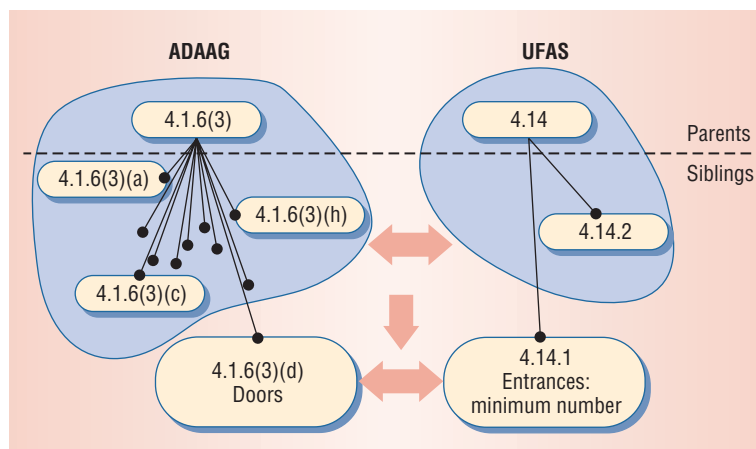 ADAAG
UFAS
4.1.6(3)
4.14
Parents
Siblings
4.1.6(3)(a)
4.1.6(3)(h)
4.14.2
4.1.6(3)(c)
4.1.6(3)(d)
Doors
4.14.1
Entrances:
minimum number